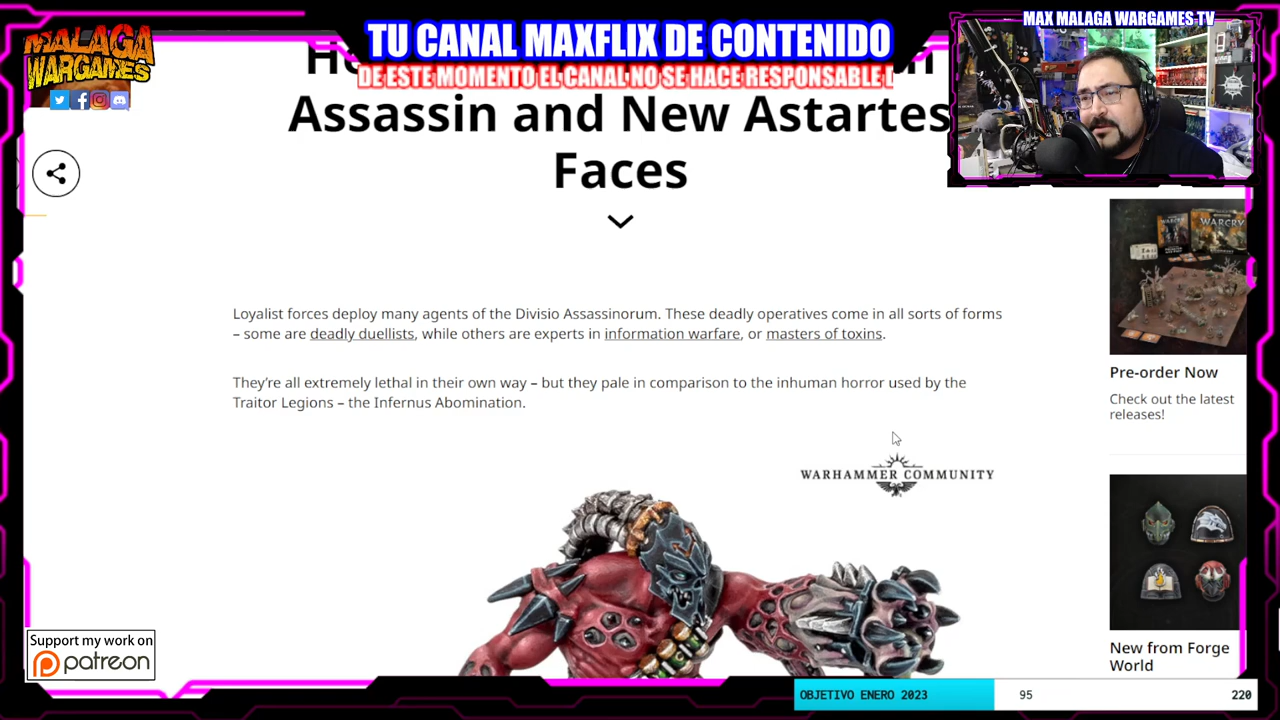 MALAGA
WARGAMES
TU CANAL MAXFLIX DE CONTENIDO
DE ESTE MOMENTO EL CANAL NO SE HACE RESPONSABLE
MAX MALAGA WARGAMES TV
Assassin and New Astartes
Faces
Loyalist forces deploy many agents of the Divisio Assassinorum. These deadly operatives come in all sorts of forms
– some are deadly duellists, while others are experts in information warfare, or masters of toxins.
They’re all extremely lethal in their own way – but they pale in comparison to the inhuman horror used by the
Traitor Legions – the Infernus Abomination.
WARHAMMER COMMUNITY
WARCRY
Pre-order Now
Check out the latest
releases!
New from Forge
World
Support my work on
patreon
OBJETIVO ENERO 2023
95
220